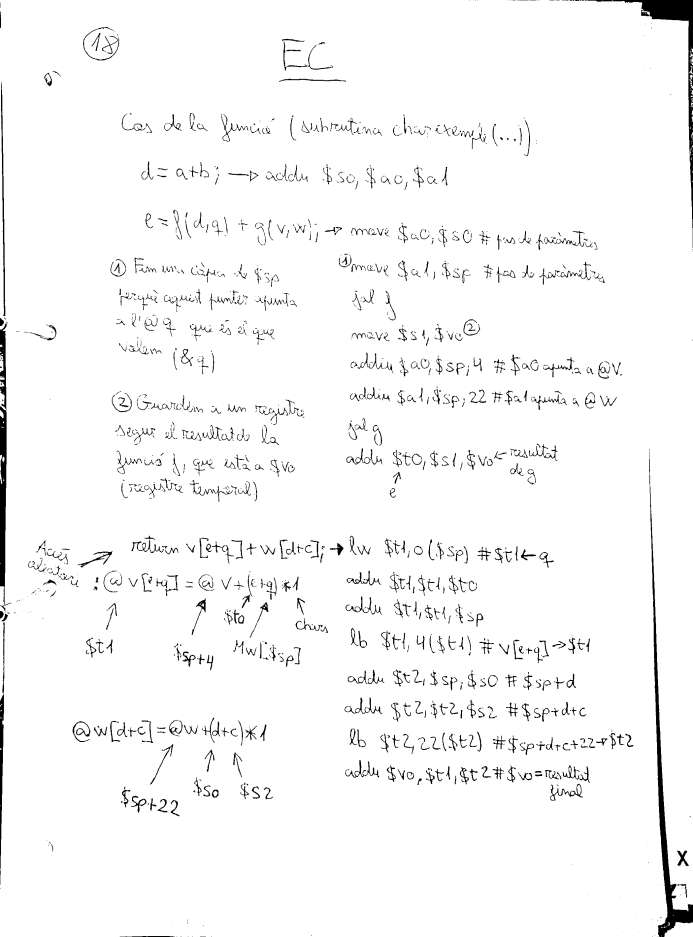 18
EC
Cos de la funció (subrutina char exemple (...))
d = a+b; → addu $s0, $a0, $a1
e = f(d,q) + g(v,w); → move $a0, $s0 # pas de paràmetres
① Fem una còpia de $sp
perquè aquest punter apunta
a l'@ q que és el que
volem (&q)
② Guardem a un registre
segur el resultat de la
funció f, que està a $v0
(registre temporal)
① move $a1, $sp # pas de paràmetres
jal f
move $s1, $v0 ②
addiu $a0, $sp, 4 # $a0 apunta a @V.
addiu $a1, $sp, 22 # $a1 apunta a @W
jal g
addu $t0, $s1, $v0 ← resultat
de g
↑
e
Accés
aleatori
return v[e+q] + w[d+c]; → lw $t1, 0($sp) # $t1 ← q
: @ v[e+q] = @ V + (e+q) * 1
$t1
$sp+4
$t0
Mw[$sp]
chars
addu $t1, $t1, $t0
addu $t1, $t1, $sp
lb $t1, 4($t1) # v[e+q] → $t1
addu $t2, $sp, $s0 # $sp+d
addu $t2, $t2, $s2 # $sp+d+c
lb $t2, 22($t2) # $sp+d+c+22 → $t2
addu $v0, $t1, $t2 # $v0 = resultat
final
@ w[d+c] = @w + (d+c) * 1
$sp+22
$s0
$s2
X